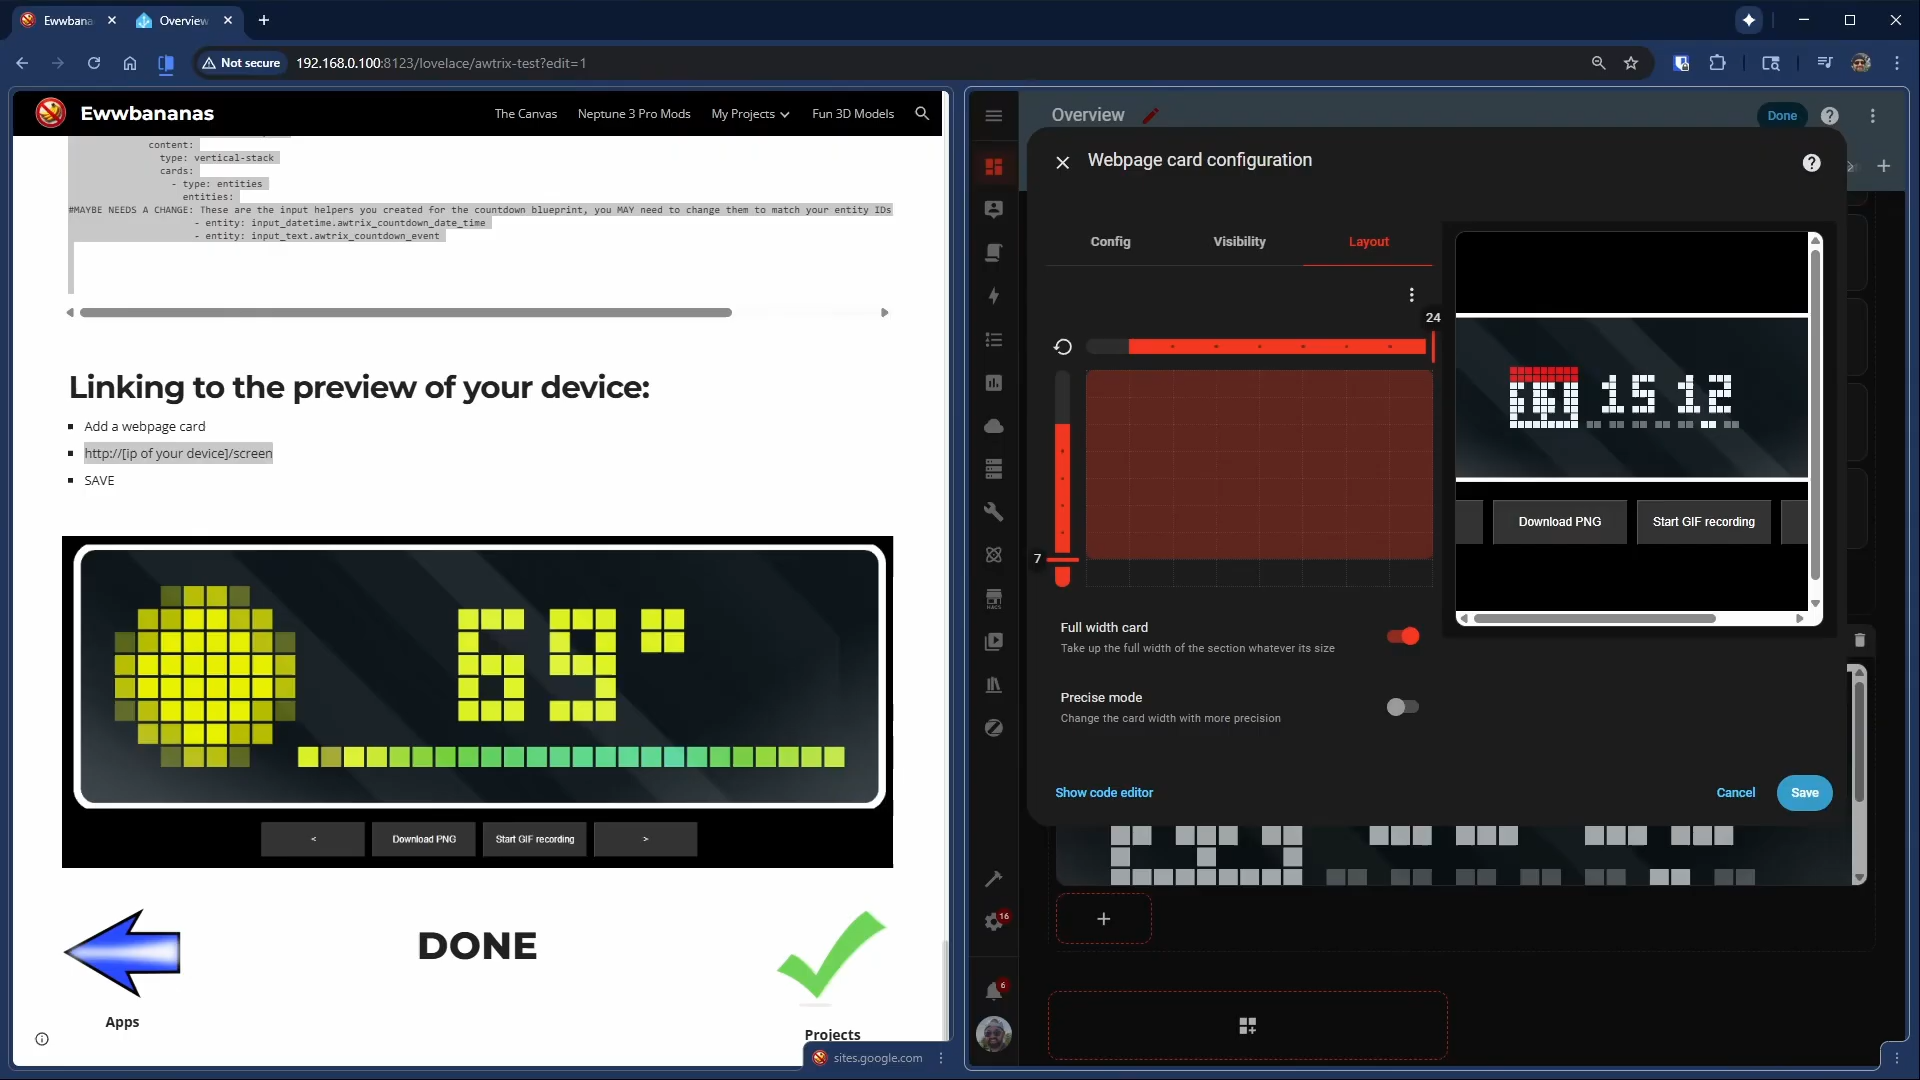 Ewwbana
Overview
Not secure
192.168.0.100:8123/lovelace/awtrix-test?edit=1
Ewwbananas
The Canvas
Neptune 3 Pro Mods
My Projects
Fun 3D Models
content:
type: vertical-stack
cards:
- type: entities
entities:
#MAYBE NEEDS A CHANGE: These are the input helpers you created for the countdown blueprint, you MAY need to change them to match your entity IDs
- entity: input_datetime.awtrix_countdown_date_time
- entity: input_text.awtrix_countdown_event
Linking to the preview of your device:
Add a webpage card
http://[ip of your device]/screen
SAVE
69°
<
Download PNG
Start GIF recording
>
DONE
Apps
Projects
sites.google.com
Overview
Done
Webpage card configuration
Config
Visibility
Layout
24
7
15 12
Download PNG
Start GIF recording
Full width card
Take up the full width of the section whatever its size
Precise mode
Change the card width with more precision
Show code editor
Cancel
Save
HACS
16
6